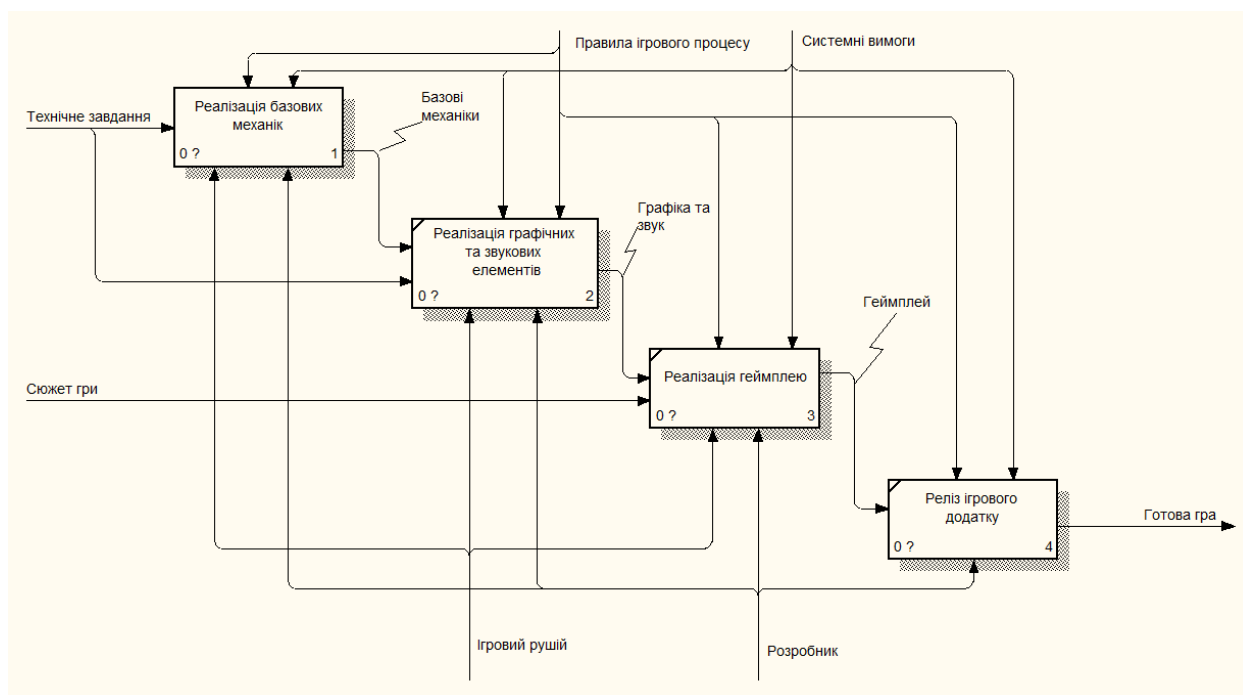 Правила ігрового процесу
Системні вимоги
Технічне завдання
Реалізація базових
механік
0 ?
1
Базові
механіки
Реалізація графічних
та звукових
елементів
0 ?
2
Графіка та
звук
Сюжет гри
Реалізація геймплею
0 ?
3
Геймплей
Реліз ігрового
додатку
0 ?
4
Готова гра
Ігровий рушій
Розробник